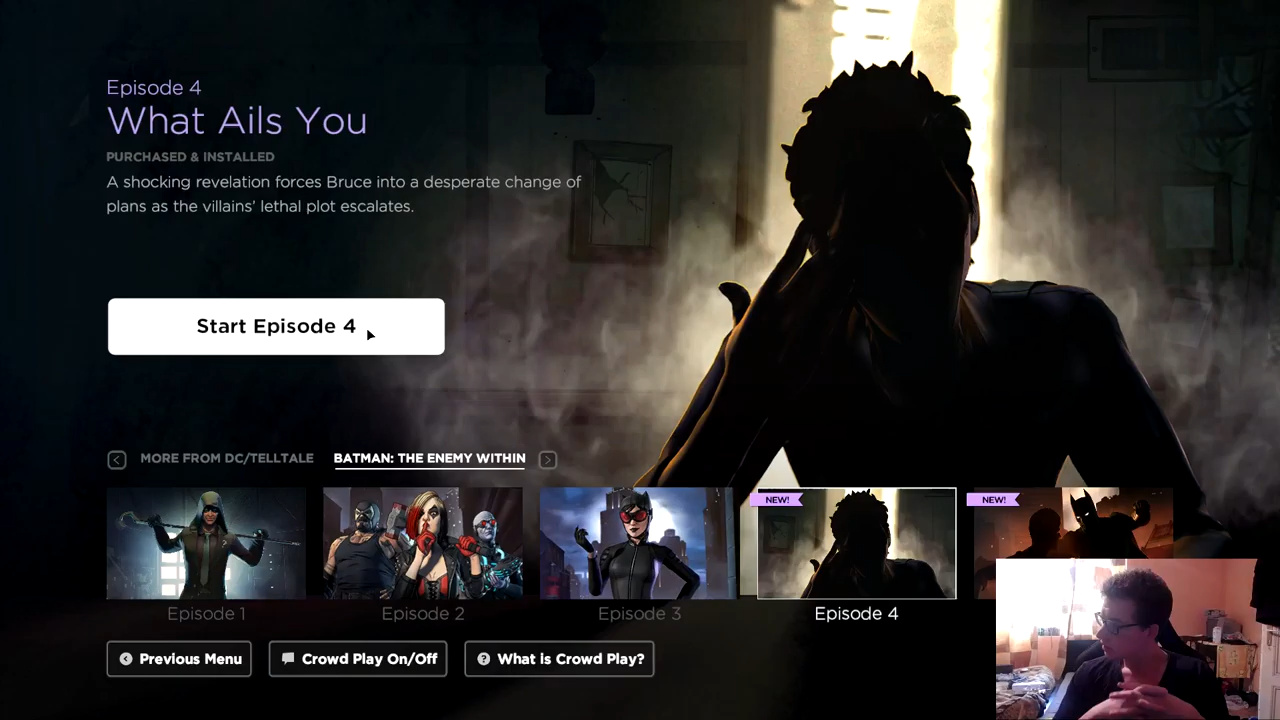 Episode 4
What Ails You
PURCHASED & INSTALLED
A shocking revelation forces Bruce into a desperate change of
plans as the villains' lethal plot escalates.
Start Episode 4
MORE FROM DC/TELLTALE
BATMAN: THE ENEMY WITHIN
NEW!
NEW!
Episode 1
Episode 2
Episode 3
Episode 4
Previous Menu
Crowd Play On/Off
What is Crowd Play?